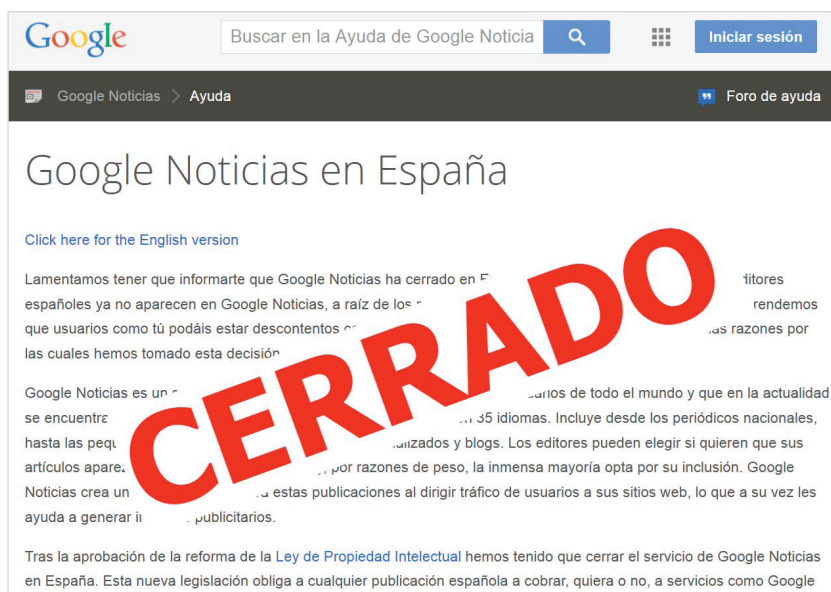 Google
Buscar en la Ayuda de Google Noticia
Iniciar sesión
Google Noticias > Ayuda
Foro de ayuda
Google Noticias en España
Click here for the English version
Lamentamos tener que informarte que Google Noticias ha cerrado en
españoles ya no aparecen en Google Noticias, a raíz de los
que usuarios como tú podáis estar descontentos razones por
las cuales hemos tomado esta decisión
CERRADO
Google Noticias es de todo el mundo y que en la actualidad
se 35 idiomas. Incluye desde los periódicos nacionales,
hasta las y blogs. Los editores pueden elegir si quieren que sus
artículos por razones de peso, la inmensa mayoría opta por su inclusión. Google
Noticias crea un estas publicaciones al dirigir tráfico de usuarios a sus sitios web, lo que a su vez les
ayuda a generar publicitarios.
Tras la aprobación de la reforma de la Ley de Propiedad Intelectual hemos tenido que cerrar el servicio de Google Noticias
en España. Esta nueva legislación obliga a cualquier publicación española a cobrar, quiera o no, a servicios como Google